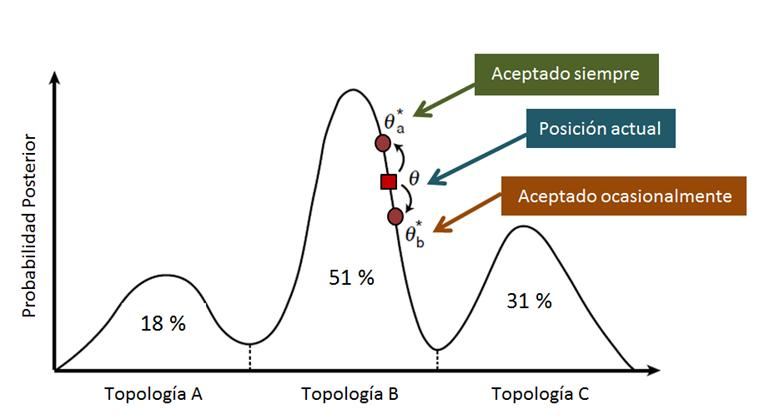 Aceptado siempre
θ*a
Posición actual
θ
Aceptado ocasionalmente
θ*b
Probabilidad Posterior
18 %
51 %
31 %
Topología A
Topología B
Topología C